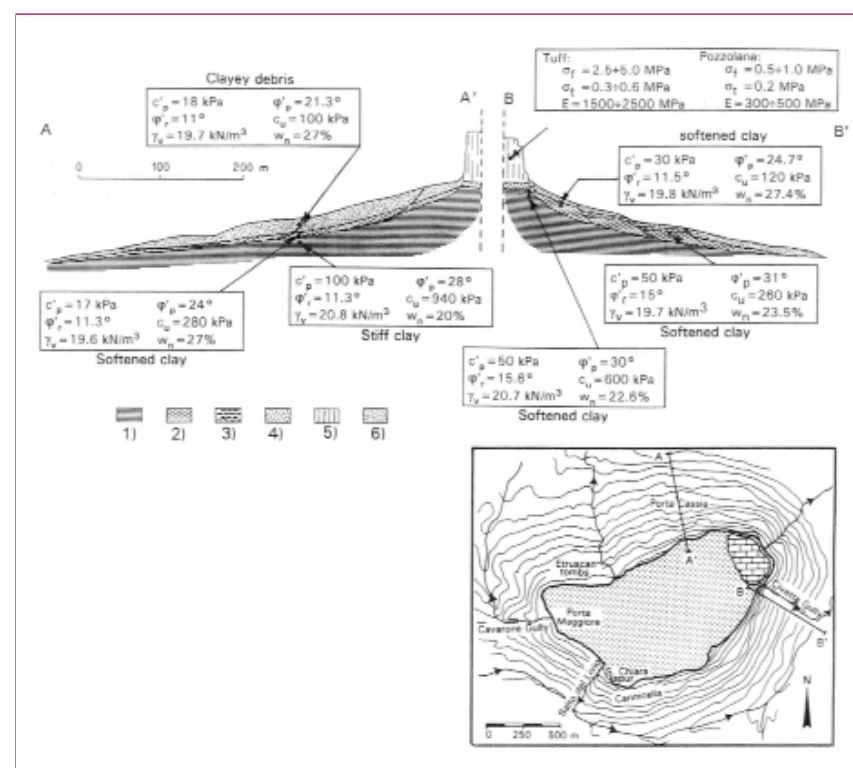 Tuff:
σf = 2.5÷5.0 MPa
σt = 0.3÷0.6 MPa
E = 1500÷2500 MPa
Pozzolana:
σf = 0.5÷1.0 MPa
σt = 0.2 MPa
E = 300÷500 MPa
Clayey debris
c'p = 18 kPa φ'p = 21.3°
φ'r = 11° cu = 100 kPa
γv = 19.7 kN/m³ wn = 27%
A
A'
B
B'
0 100 200 m
softened clay
c'p = 30 kPa φ'p = 24.7°
φ'r = 11.5° cu = 120 kPa
γv = 19.8 kN/m³ wn = 27.4%
c'p = 17 kPa φ'p = 24°
φ'r = 11.3° cu = 280 kPa
γv = 19.6 kN/m³ wn = 27%
Softened clay
c'p = 100 kPa φ'p = 28°
φ'r = 11.3° cu = 940 kPa
γv = 20.8 kN/m³ wn = 20%
Stiff clay
c'p = 50 kPa φ'p = 31°
φ'r = 15° cu = 260 kPa
γv = 19.7 kN/m³ wn = 23.5%
Softened clay
c'p = 50 kPa φ'p = 30°
φ'r = 15.6° cu = 600 kPa
γv = 20.7 kN/m³ wn = 22.6%
Softened clay
1) 2) 3) 4) 5) 6)
A
Porta Cassia
A'
Etruscan
tombs
B
Porta
Maggiore
Cavarone Gully
B'
S. Chiara
Cannicella
N
0 250 500 m